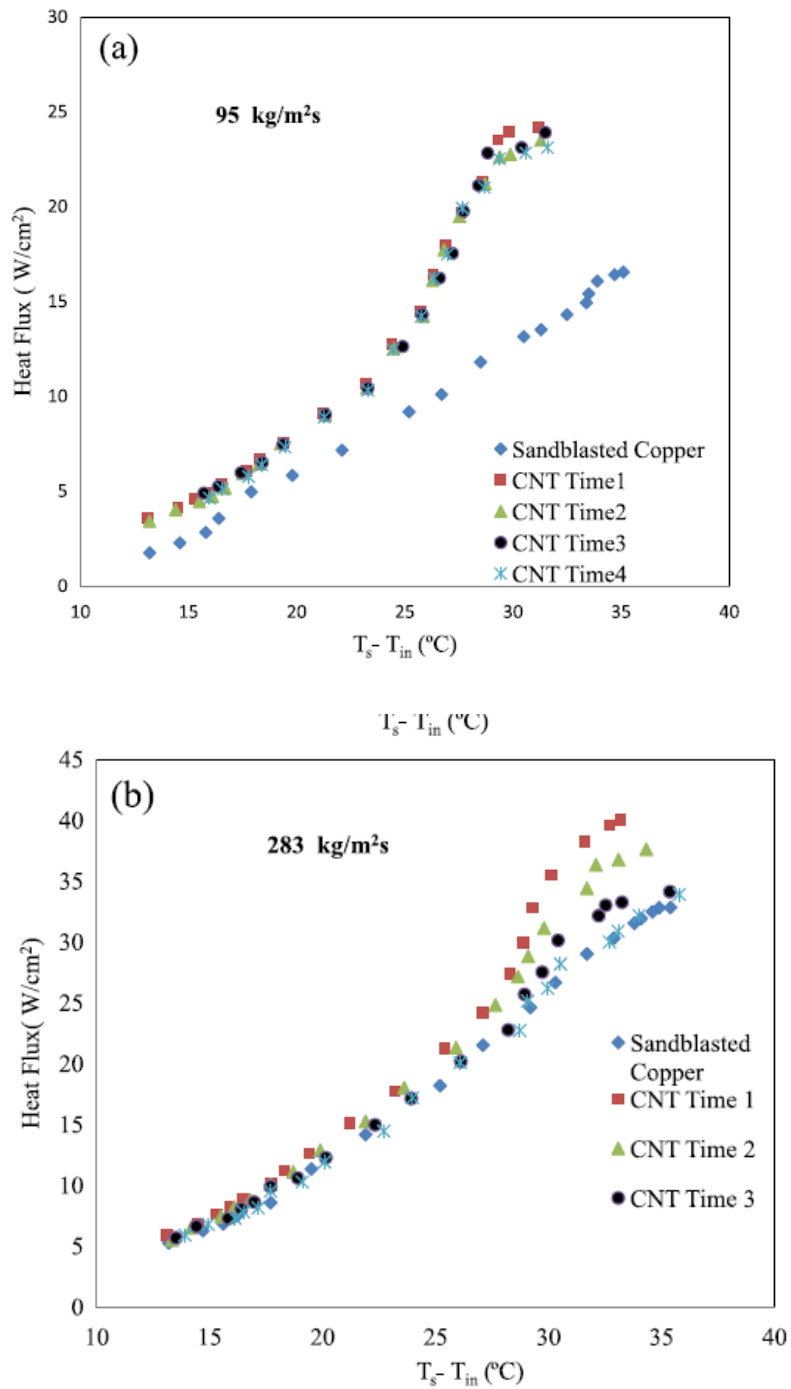 (a)
95 kg/m²s
30
25
20
15
10
5
0
Heat Flux ( W/cm²)
Sandblasted Copper
CNT Time1
CNT Time2
CNT Time3
CNT Time4
10 15 20 25 30 35 40
Tₛ- Tᵢₙ (ºC)
Tₛ- Tᵢₙ (ºC)
(b)
283 kg/m²s
45
40
35
30
25
20
15
10
5
0
Heat Flux( W/cm²)
Sandblasted
Copper
CNT Time 1
CNT Time 2
CNT Time 3
10 15 20 25 30 35 40
Tₛ- Tᵢₙ (ºC)